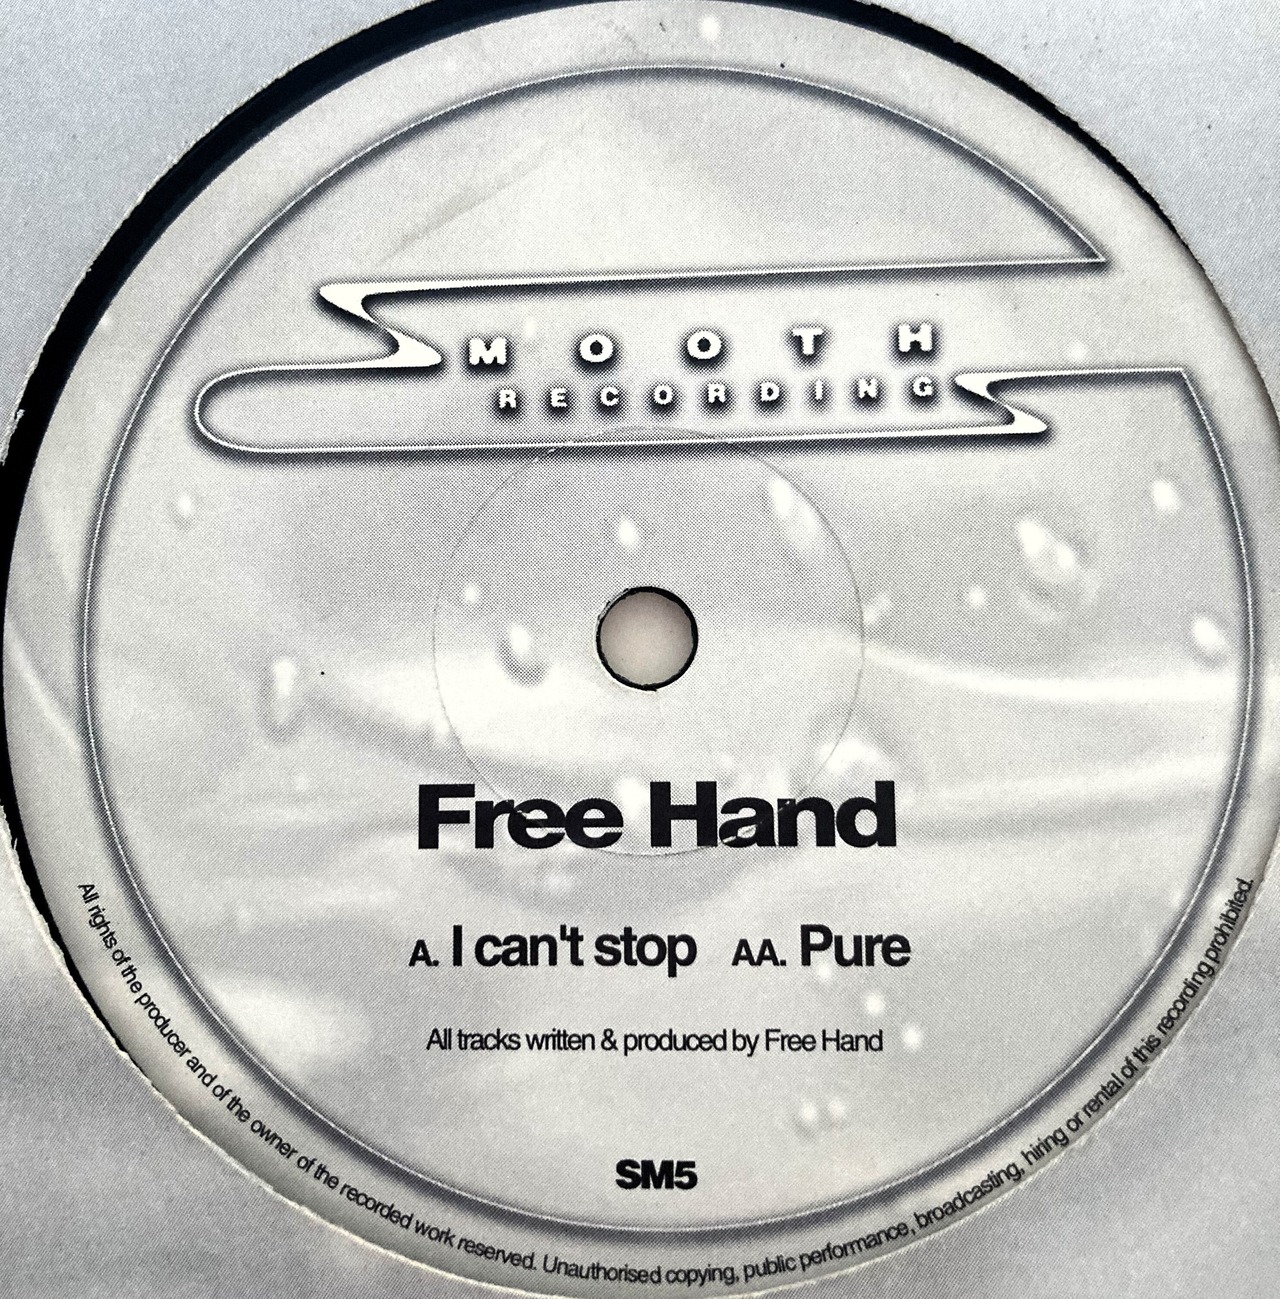 SMOOTH
RECORDINGS
Free Hand
A. I can't stop AA. Pure
All tracks written & produced by Free Hand
SM5
All rights of the producer and of the owner of the recorded work reserved. Unauthorised copying, public performance, broadcasting, hiring or rental of this recording prohibited.